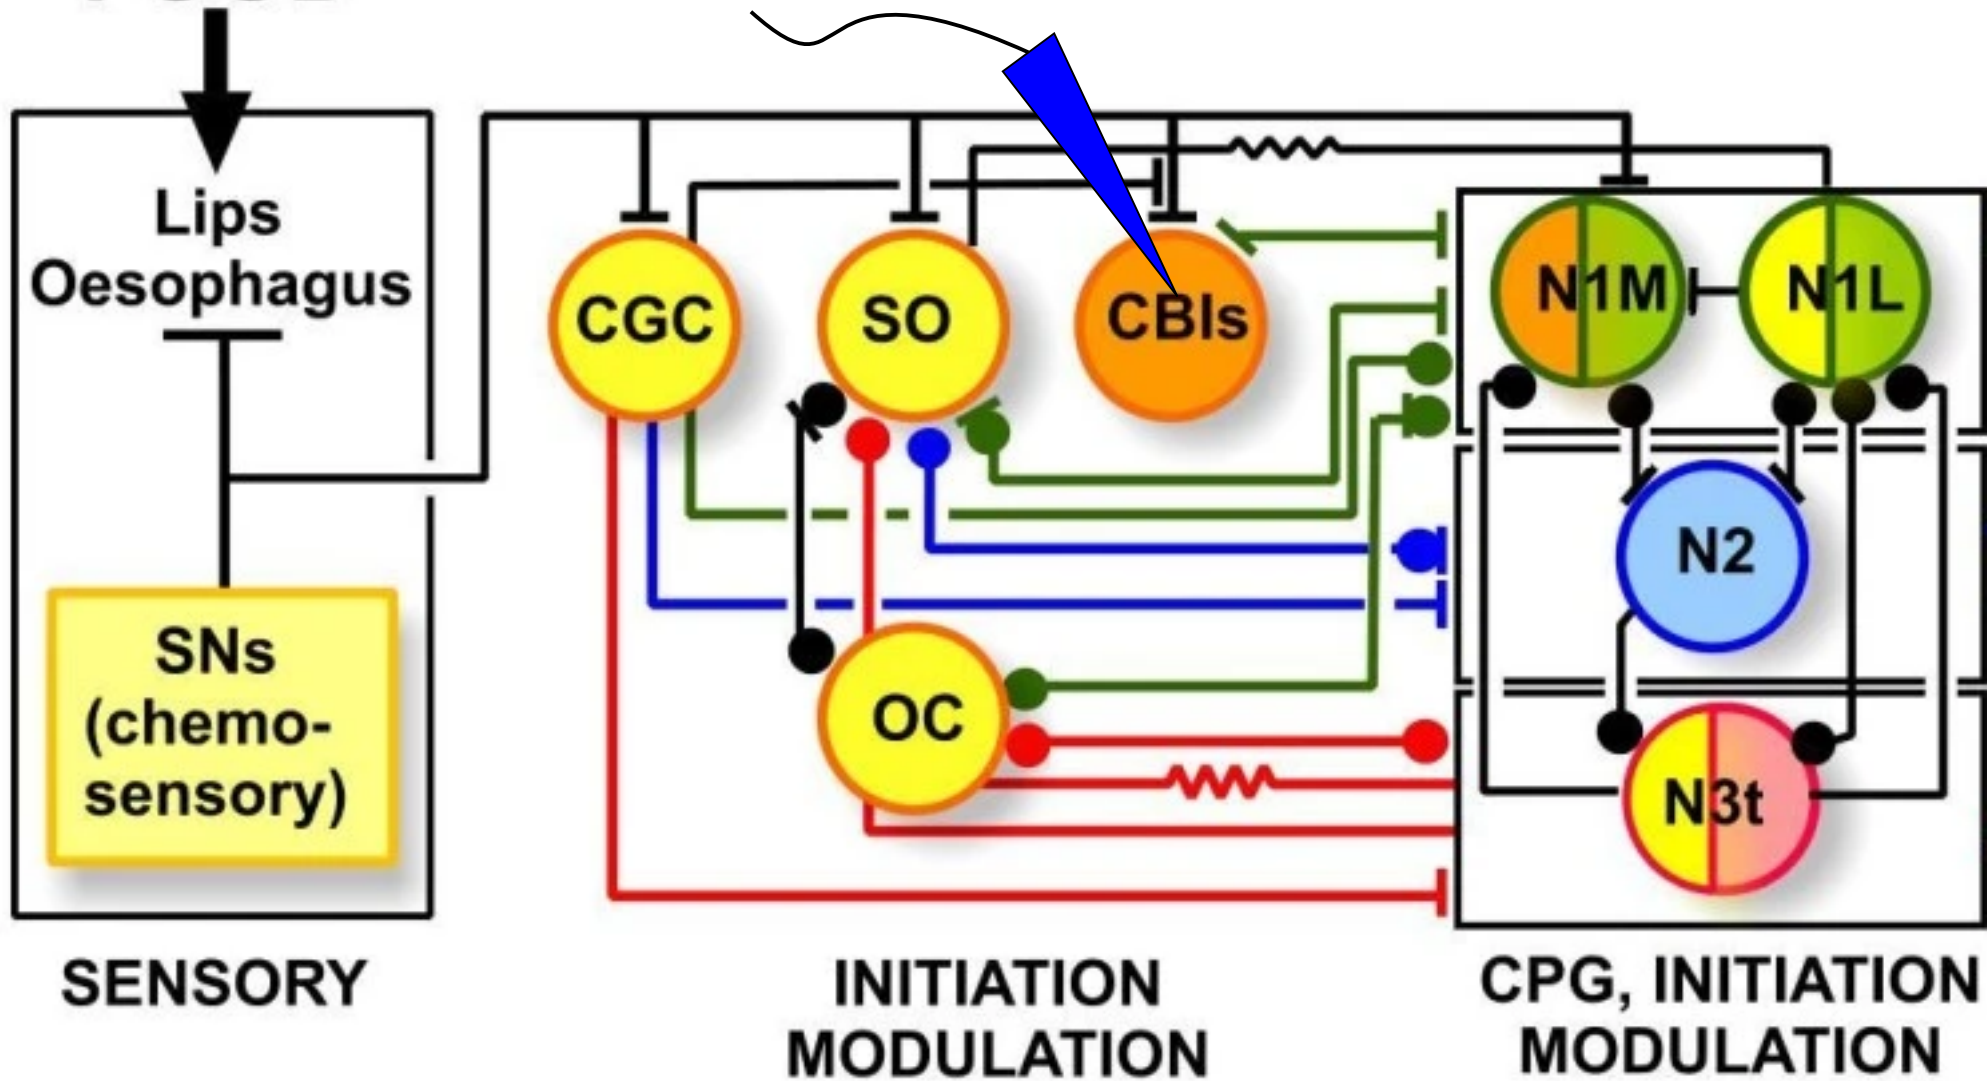 Lips
Oesophagus
SNs
(chemo-
sensory)
SENSORY
CGC
SO
CBIs
OC
INITIATION
MODULATION
N1M
N1L
N2
N3t
CPG, INITIATION
MODULATION